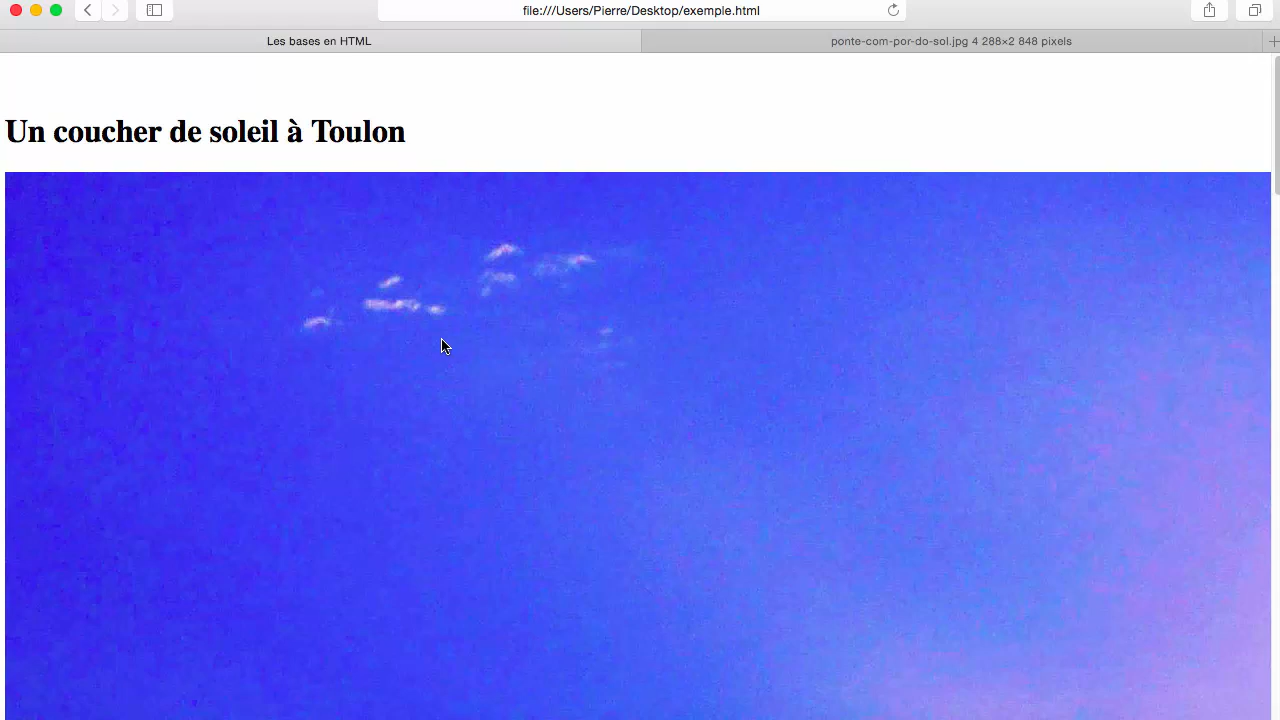 file:///Users/Pierre/Desktop/exemple.html
Les bases en HTML
ponte-com-por-do-sol.jpg 4 288×2 848 pixels
Un coucher de soleil à Toulon